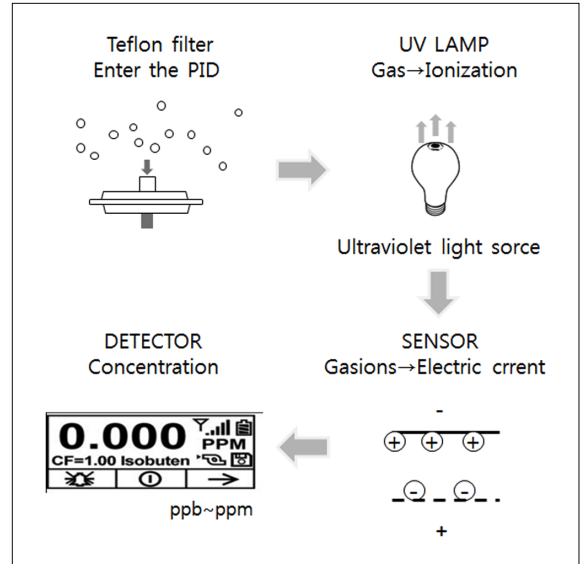 Teflon filter
Enter the PID
UV LAMP
Gas→Ionization
Ultraviolet light sorce
SENSOR
Gasions→Electric crrent
-
+ + +
- -
+
DETECTOR
Concentration
0.000 PPM
CF=1.00 Isobuten
ppb~ppm